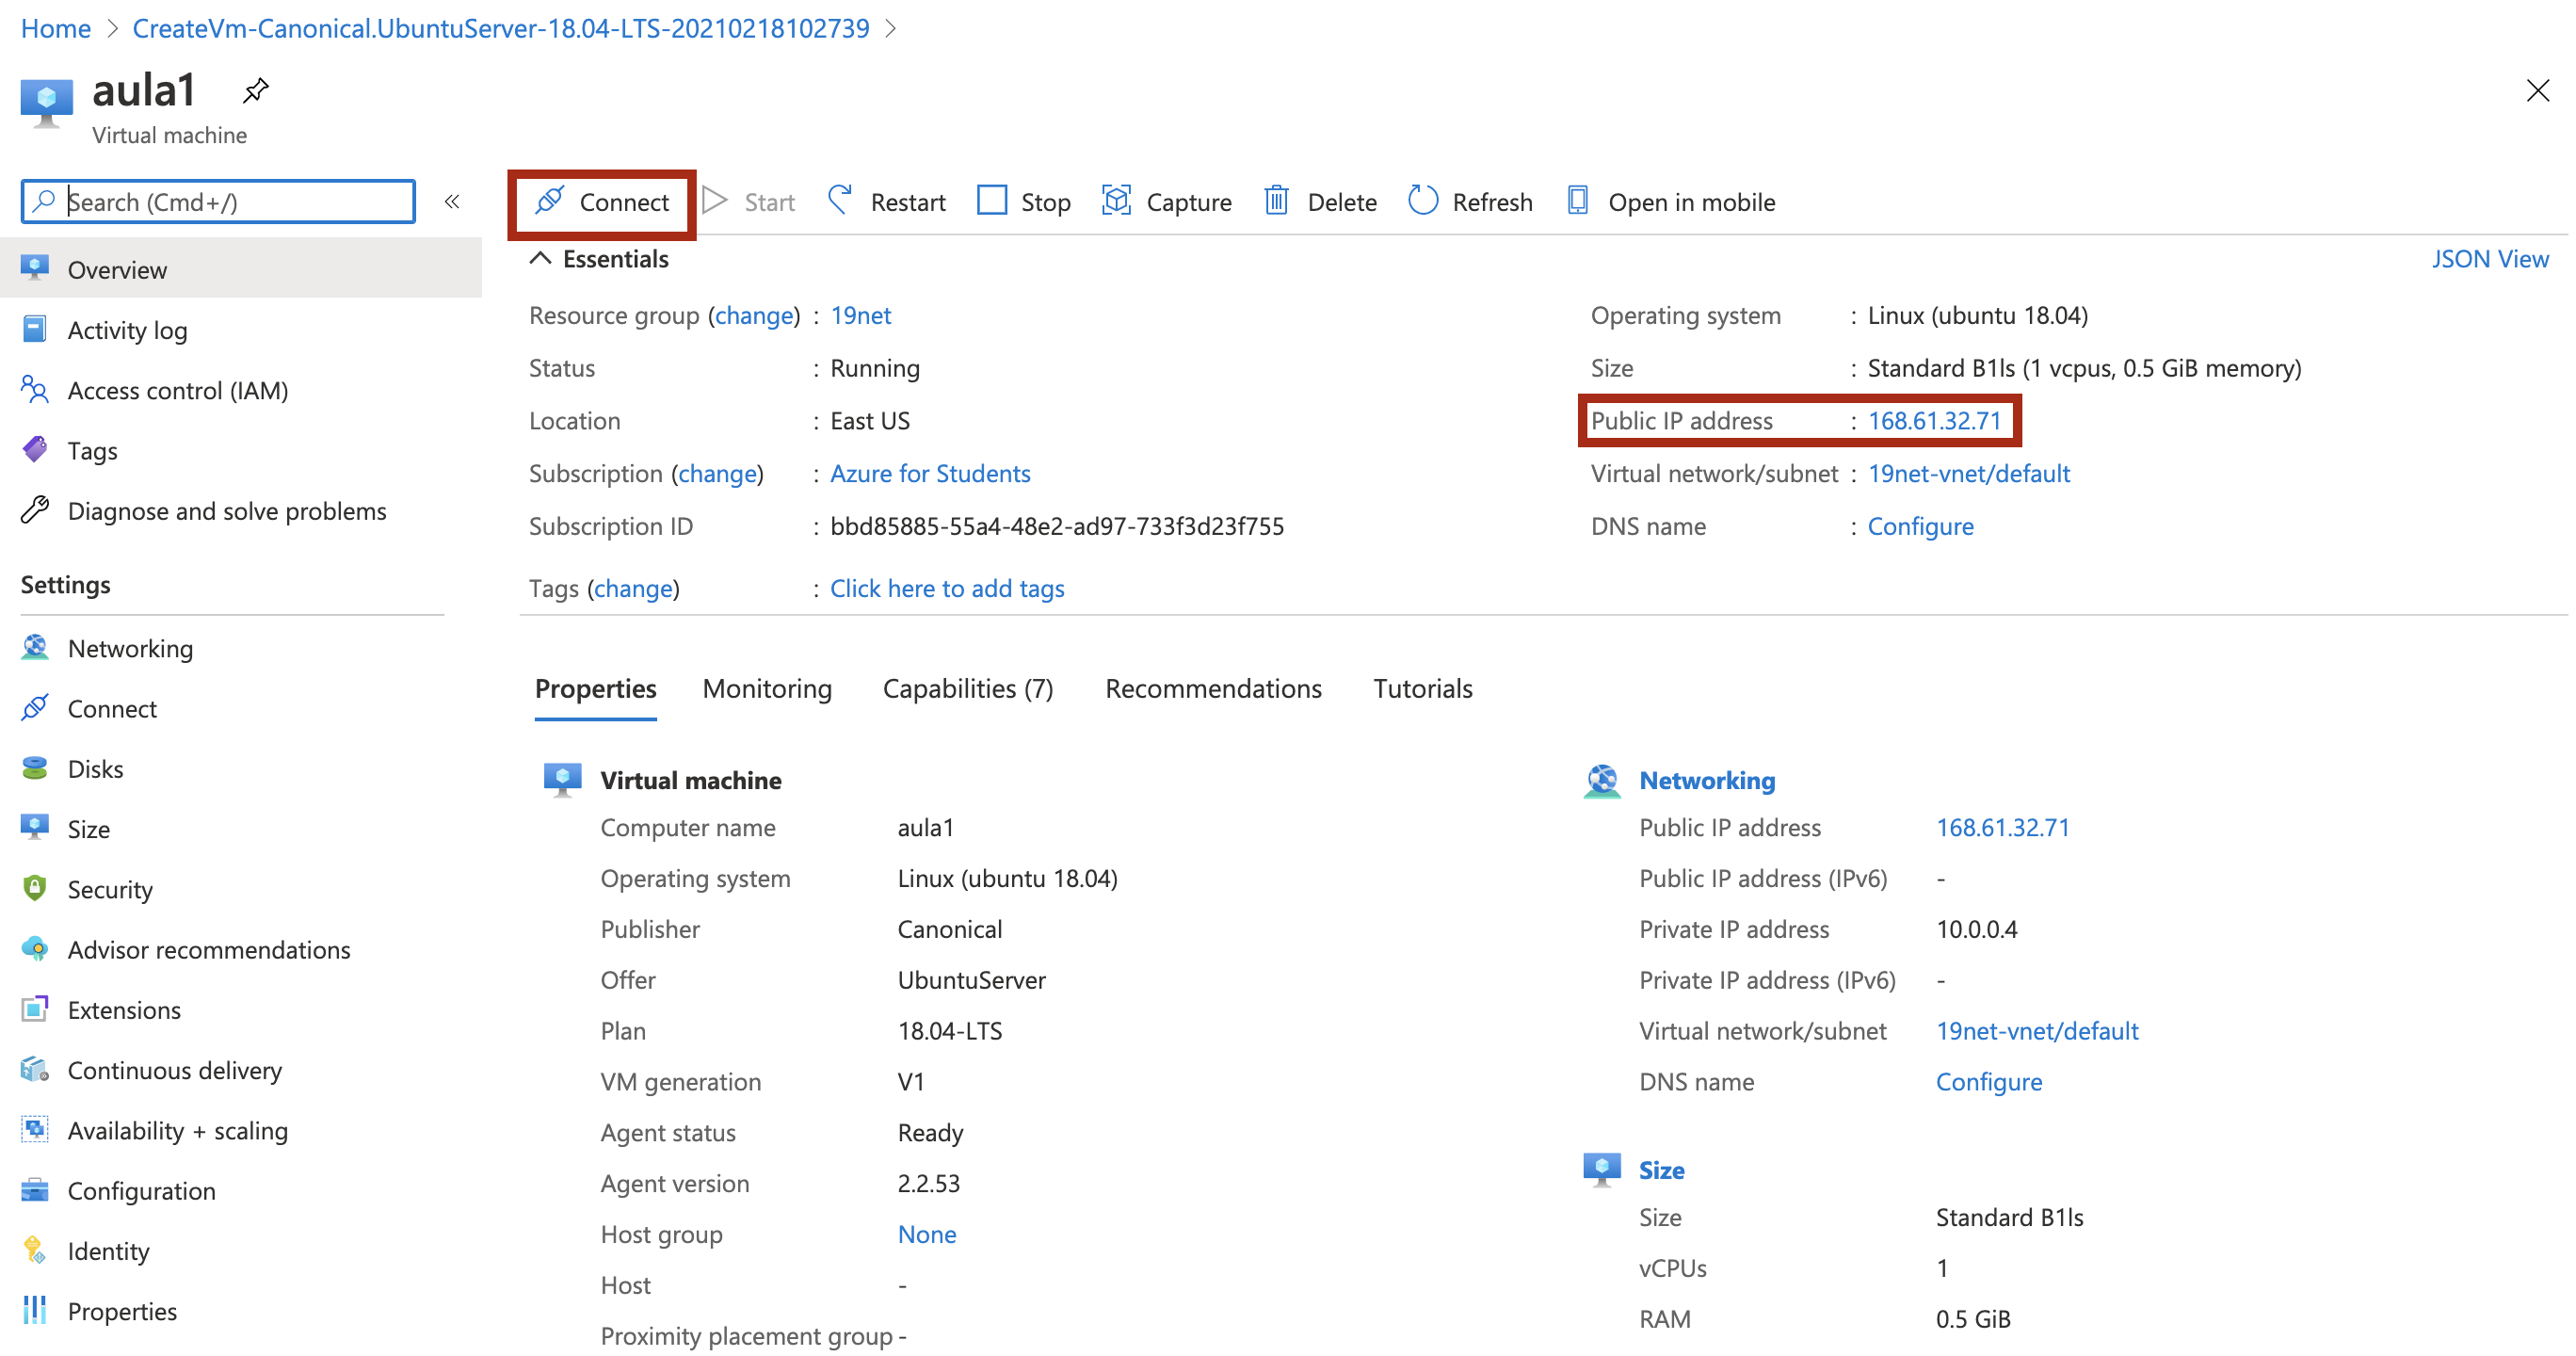 Home > CreateVm-Canonical.UbuntuServer-18.04-LTS-20210218102739 >
aula1
Virtual machine
Search (Cmd+/)
«
Connect
Start
Restart
Stop
Capture
Delete
Refresh
Open in mobile
Overview
Activity log
Access control (IAM)
Tags
Diagnose and solve problems
Settings
Networking
Connect
Disks
Size
Security
Advisor recommendations
Extensions
Continuous delivery
Availability + scaling
Configuration
Identity
Properties
Essentials
JSON View
Resource group (change) : 19net
Status : Running
Location : East US
Subscription (change) : Azure for Students
Subscription ID : bbd85885-55a4-48e2-ad97-733f3d23f755
Tags (change) : Click here to add tags
Operating system : Linux (ubuntu 18.04)
Size : Standard B1ls (1 vcpus, 0.5 GiB memory)
Public IP address : 168.61.32.71
Virtual network/subnet : 19net-vnet/default
DNS name : Configure
Properties
Monitoring
Capabilities (7)
Recommendations
Tutorials
Virtual machine
Computer name aula1
Operating system Linux (ubuntu 18.04)
Publisher Canonical
Offer UbuntuServer
Plan 18.04-LTS
VM generation V1
Agent status Ready
Agent version 2.2.53
Host group None
Host -
Proximity placement group -
Networking
Public IP address 168.61.32.71
Public IP address (IPv6) -
Private IP address 10.0.0.4
Private IP address (IPv6) -
Virtual network/subnet 19net-vnet/default
DNS name Configure
Size
Size Standard B1ls
vCPUs 1
RAM 0.5 GiB